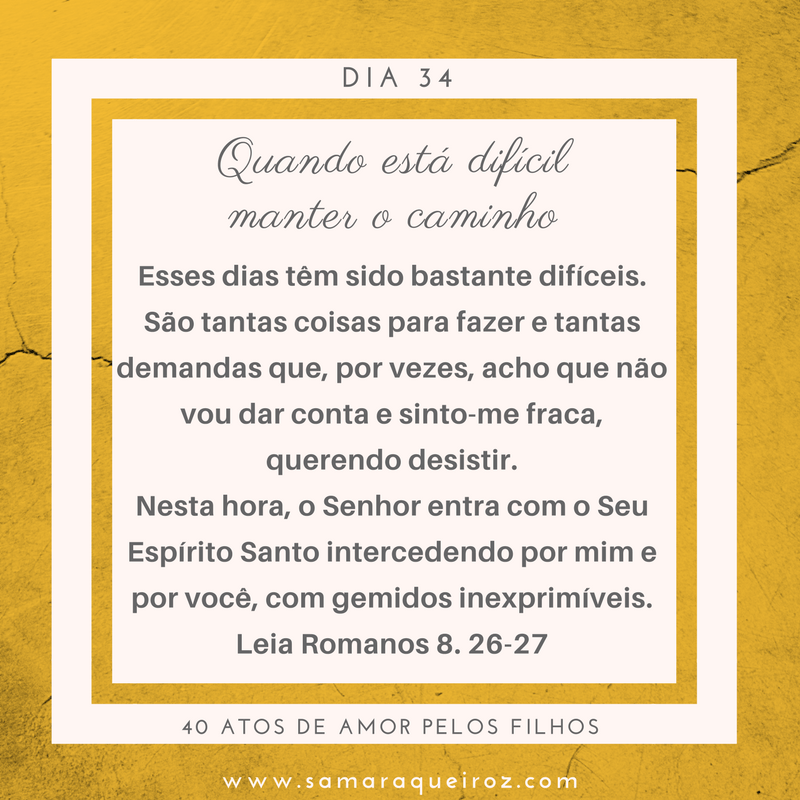 DIA 34
Quando está difícil
manter o caminho
Esses dias têm sido bastante difíceis.
São tantas coisas para fazer e tantas
demandas que, por vezes, acho que não
vou dar conta e sinto-me fraca,
querendo desistir.
Nesta hora, o Senhor entra com o Seu
Espírito Santo intercedendo por mim e
por você, com gemidos inexprimíveis.
Leia Romanos 8. 26-27
40 ATOS DE AMOR PELOS FILHOS
www.samaraqueiroz.com